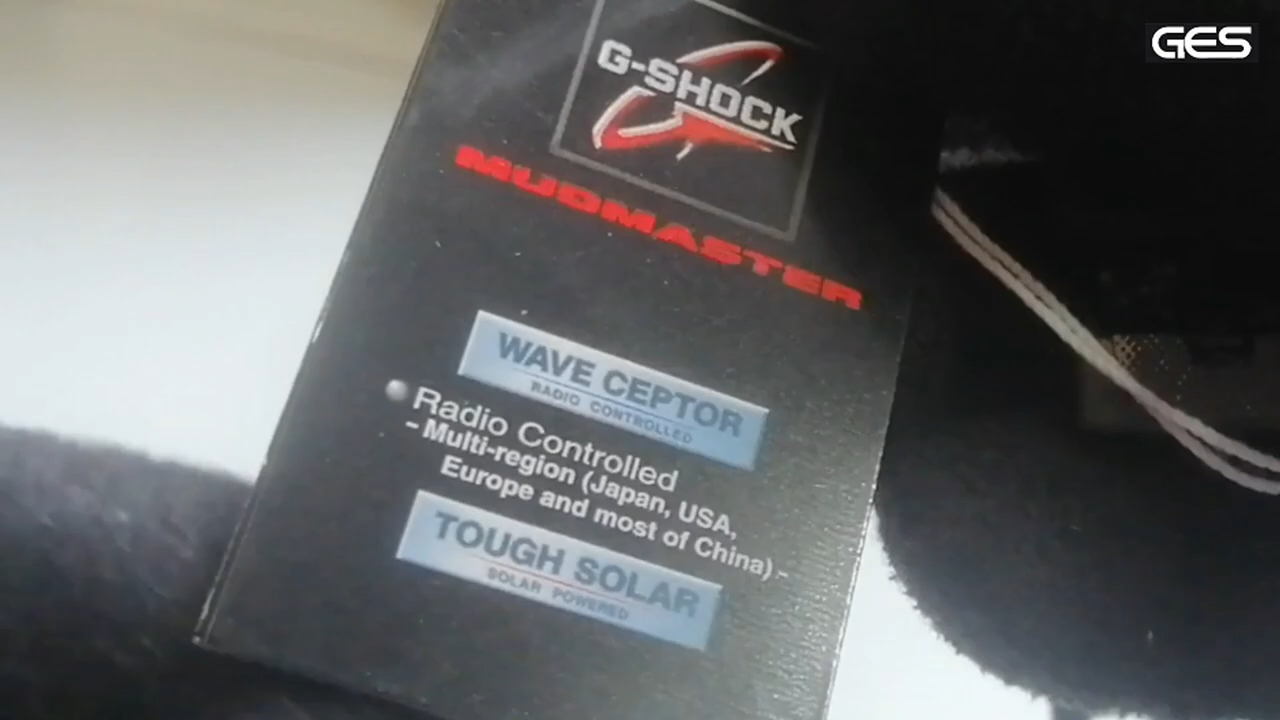 GES
G-SHOCK
MUDMASTER
WAVE CEPTOR
RADIO CONTROLLED
Radio Controlled
- Multi-region (Japan, USA,
Europe and most of China) -
TOUGH SOLAR
SOLAR POWERED